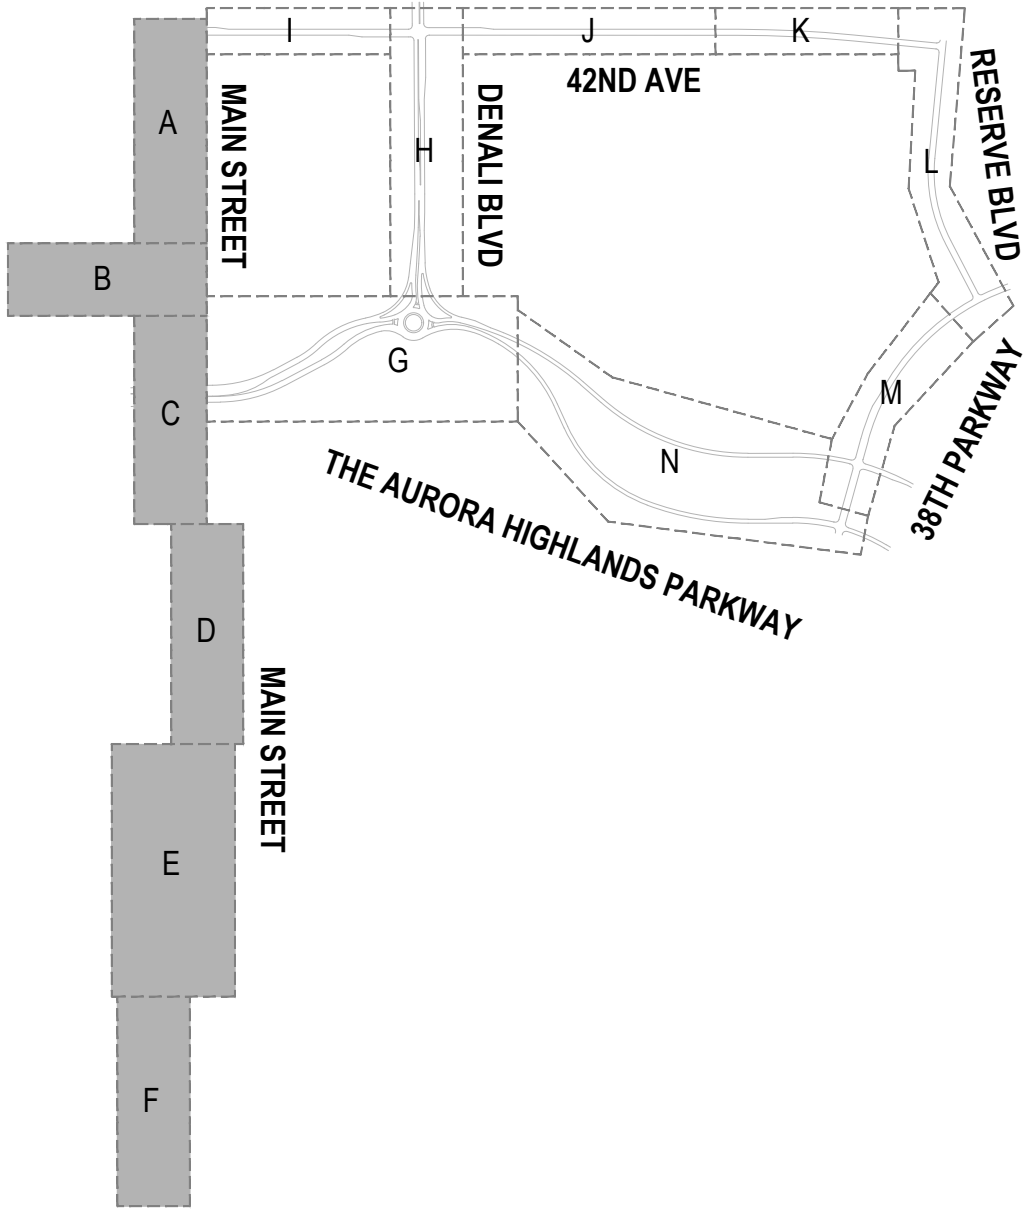 I
J
K
42ND AVE
A
MAIN STREET
H
DENALI BLVD
L
RESERVE BLVD
B
G
C
M
38TH PARKWAY
N
THE AURORA HIGHLANDS PARKWAY
D
MAIN STREET
E
F